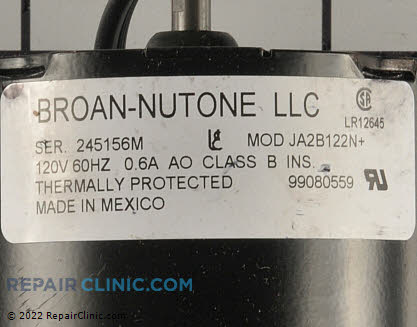 BROAN-NUTONE LLC
LR12645
SER. 245156M MOD JA2B122N+
120V 60HZ 0.6A AO CLASS B INS.
THERMALLY PROTECTED 99080559
MADE IN MEXICO
REPAIRCLINIC.COM
© 2022 RepairClinic.com